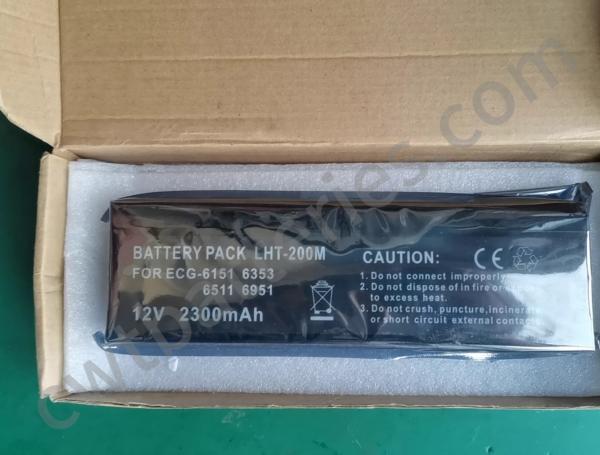 BATTERY PACK LHT-200M
FOR ECG-6151 6353
6511 6951
12V 2300mAh
CAUTION:
CE
1. Do not connect improperly
2. Do not dispose of in fire or
to excess heat.
3. Do not crush, puncture, incinerate
or short circuit external contacts
cwtpartseries.com